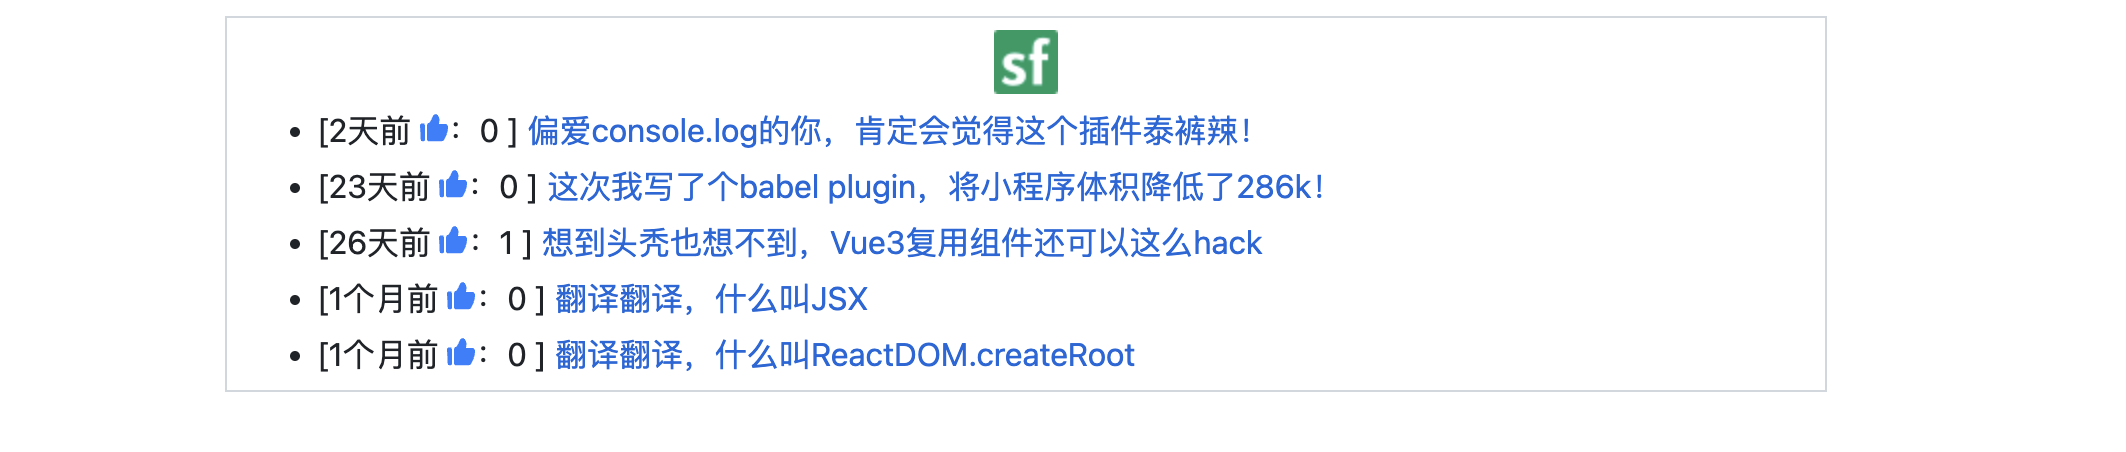 sf
[2天前 👍：0 ] 偏爱console.log的你，肯定会觉得这个插件泰裤辣！
[23天前 👍：0 ] 这次我写了个babel plugin，将小程序体积降低了286k！
[26天前 👍：1 ] 想到头秃也想不到，Vue3复用组件还可以这么hack
[1个月前 👍：0 ] 翻译翻译，什么叫JSX
[1个月前 👍：0 ] 翻译翻译，什么叫ReactDOM.createRoot